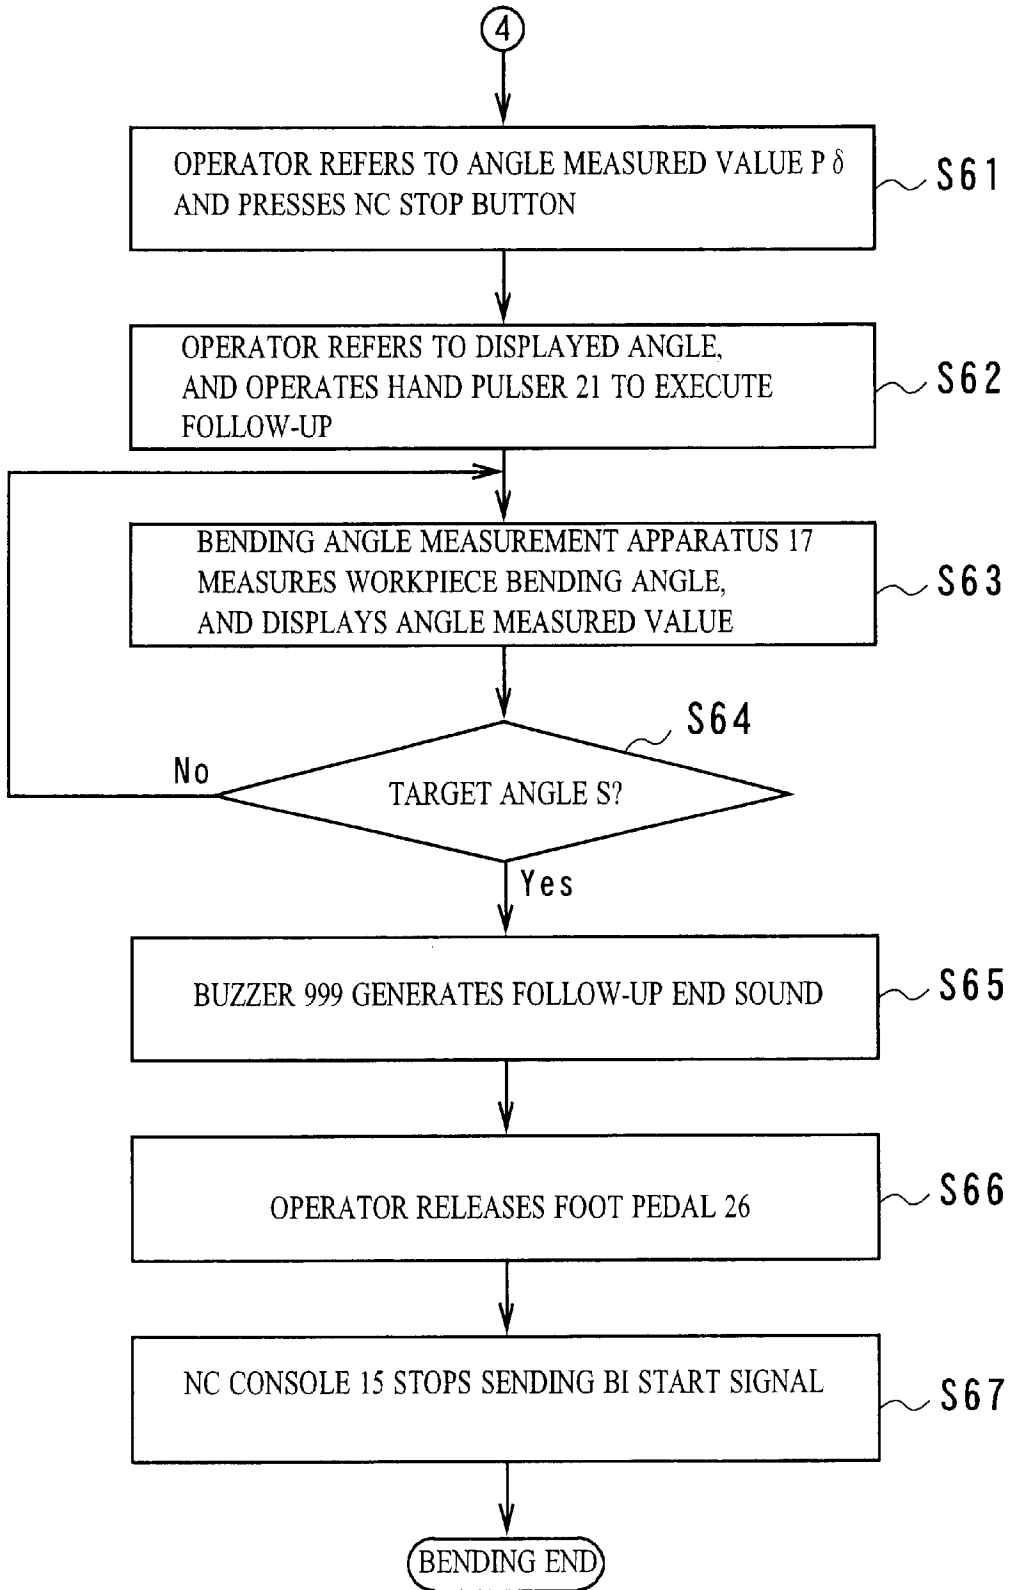 4
OPERATOR REFERS TO ANGLE MEASURED VALUE P δ
AND PRESSES NC STOP BUTTON
S61
OPERATOR REFERS TO DISPLAYED ANGLE,
AND OPERATES HAND PULSER 21 TO EXECUTE
FOLLOW-UP
S62
BENDING ANGLE MEASUREMENT APPARATUS 17
MEASURES WORKPIECE BENDING ANGLE,
AND DISPLAYS ANGLE MEASURED VALUE
S63
S64
No
TARGET ANGLE S?
Yes
BUZZER 999 GENERATES FOLLOW-UP END SOUND
S65
OPERATOR RELEASES FOOT PEDAL 26
S66
NC CONSOLE 15 STOPS SENDING BI START SIGNAL
S67
BENDING END